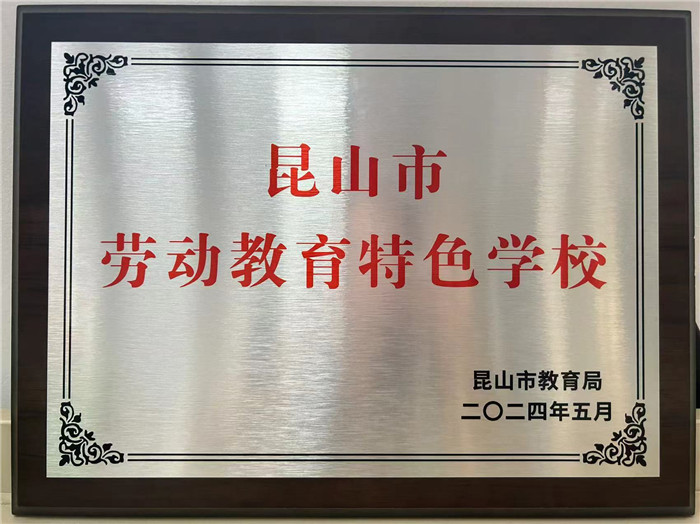 昆山市
劳动教育特色学校
昆山市教育局
二〇二四年五月